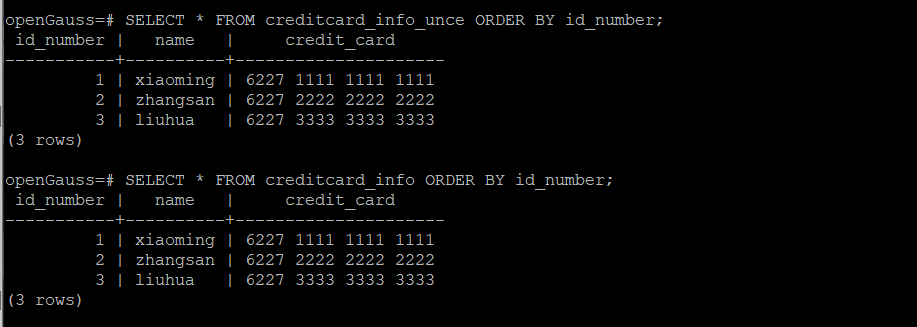 openGauss=# SELECT * FROM creditcard_info_unce ORDER BY id_number;
 id_number |   name   |     credit_card
-----------+----------+---------------------
         1 | xiaoming | 6227 1111 1111 1111
         2 | zhangsan | 6227 2222 2222 2222
         3 | liuhua   | 6227 3333 3333 3333
(3 rows)

openGauss=# SELECT * FROM creditcard_info ORDER BY id_number;
 id_number |   name   |     credit_card
-----------+----------+---------------------
         1 | xiaoming | 6227 1111 1111 1111
         2 | zhangsan | 6227 2222 2222 2222
         3 | liuhua   | 6227 3333 3333 3333
(3 rows)